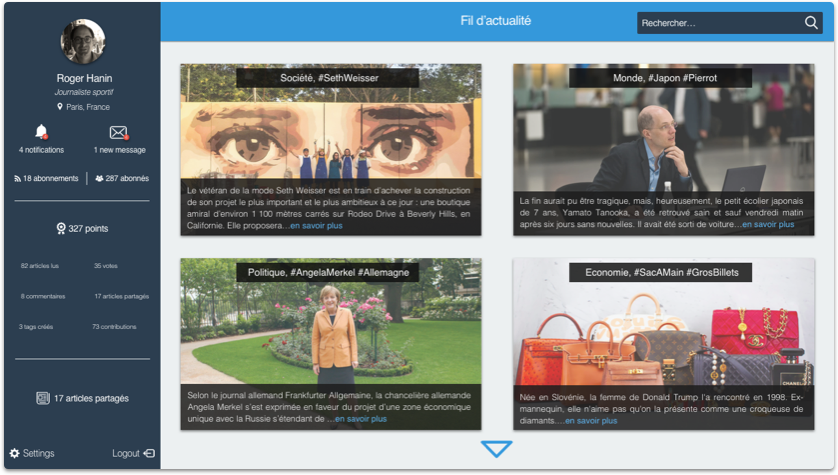 Fil d'actualité
Rechercher...
Roger Hanin
Journaliste sportif
Paris, France
4 notifications
1 new message
18 abonnements
287 abonnés
327 points
82 articles lus
35 votes
8 commentaires
17 articles partagés
3 tags créés
73 contributions
17 articles partagés
Settings
Logout
Société, #SethWeisser
Le vétéran de la mode Seth Weisser est en train d'achever la construction
de son projet le plus important et le plus ambitieux à ce jour : une boutique
amiral d'environ 1 100 mètres carrés sur Rodeo Drive à Beverly Hills, en
Californie. Elle proposera…en savoir plus
Monde, #Japon #Pierrot
La fin aurait pu être tragique, mais, heureusement, le petit écolier japonais
de 7 ans, Yamato Tanooka, a été retrouvé sain et sauf vendredi matin
après six jours sans nouvelles. Il avait été sorti de voiture…en savoir plus
Politique, #AngelaMerkel #Allemagne
Selon le journal allemand Frankfurter Allgemaine, la chancelière allemande
Angela Merkel s'est exprimée en faveur du projet d'une zone économique
unique avec la Russie s'étendant de …en savoir plus
Economie, #SacAMain #GrosBillets
CHANEL
Née en Slovénie, la femme de Donald Trump l'a rencontré en 1998. Ex-
mannequin, elle n'aime pas qu'on la présente comme une croqueuse de
diamants….en savoir plus